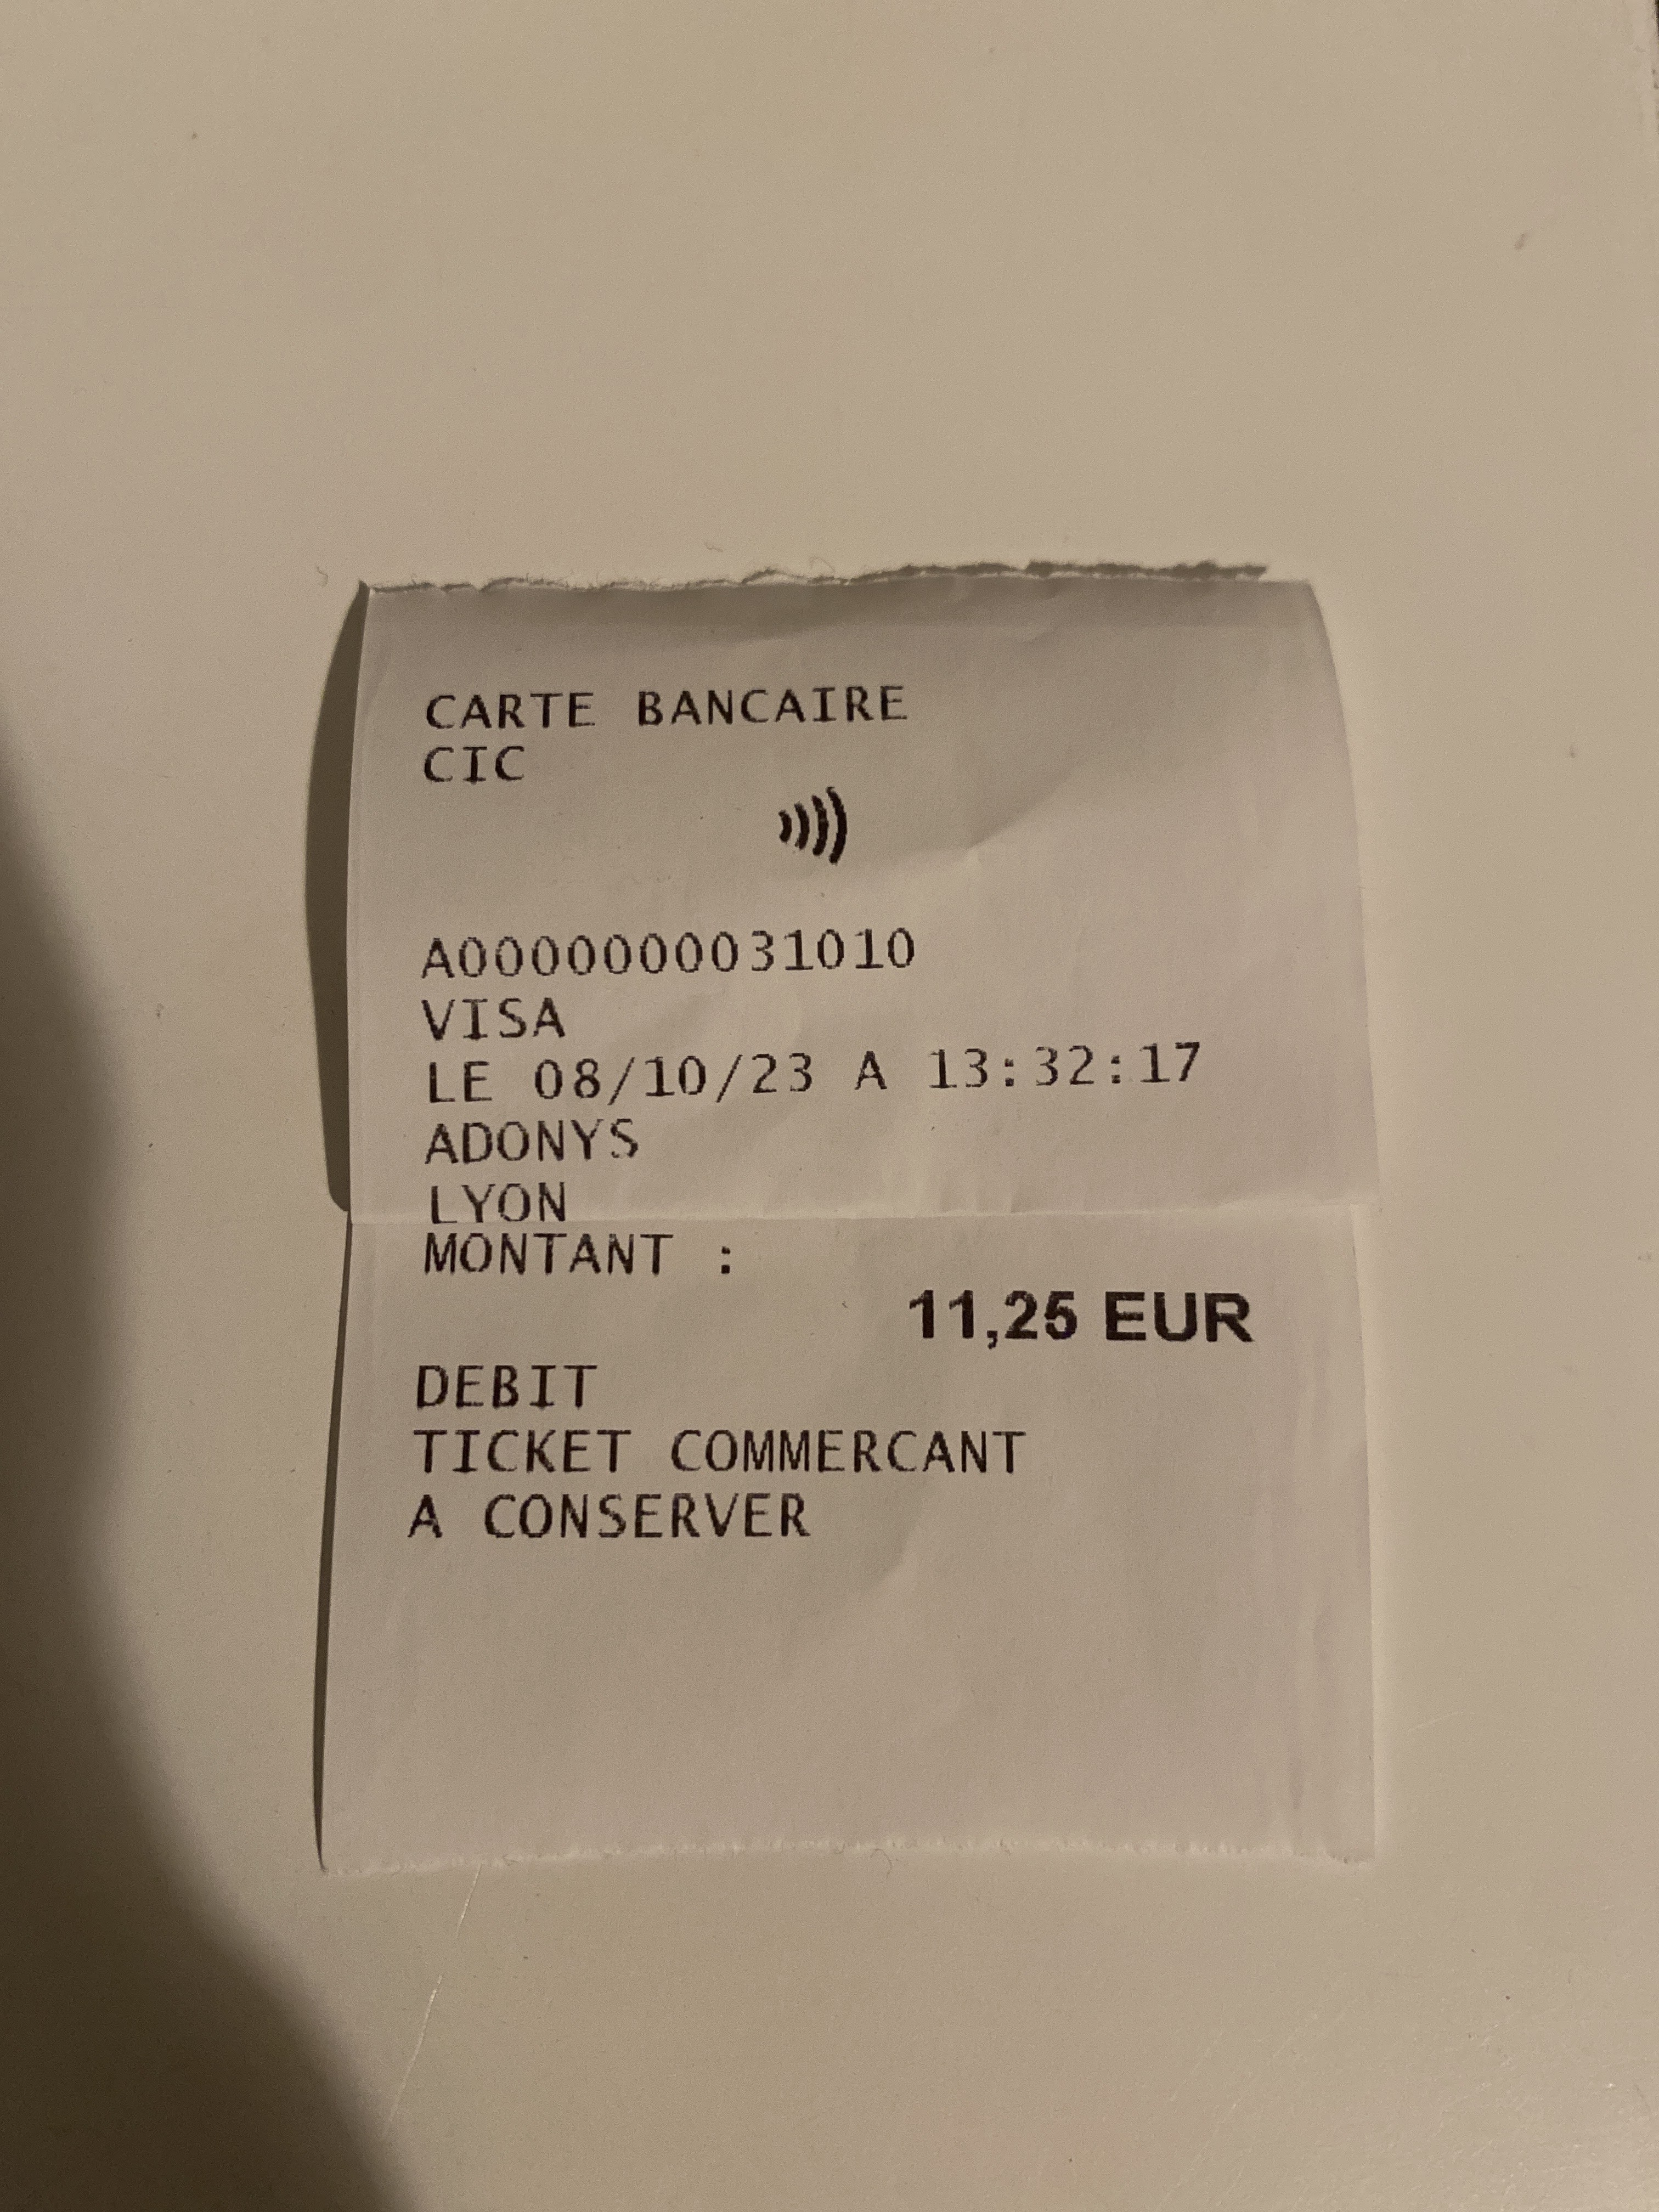 CARTE BANCAIRE
CIC
A0000000031010
VISA
LE 08/10/23 A 13:32:17
ADONYS
LYON
MONTANT :
11,25 EUR
DEBIT
TICKET COMMERCANT
A CONSERVER